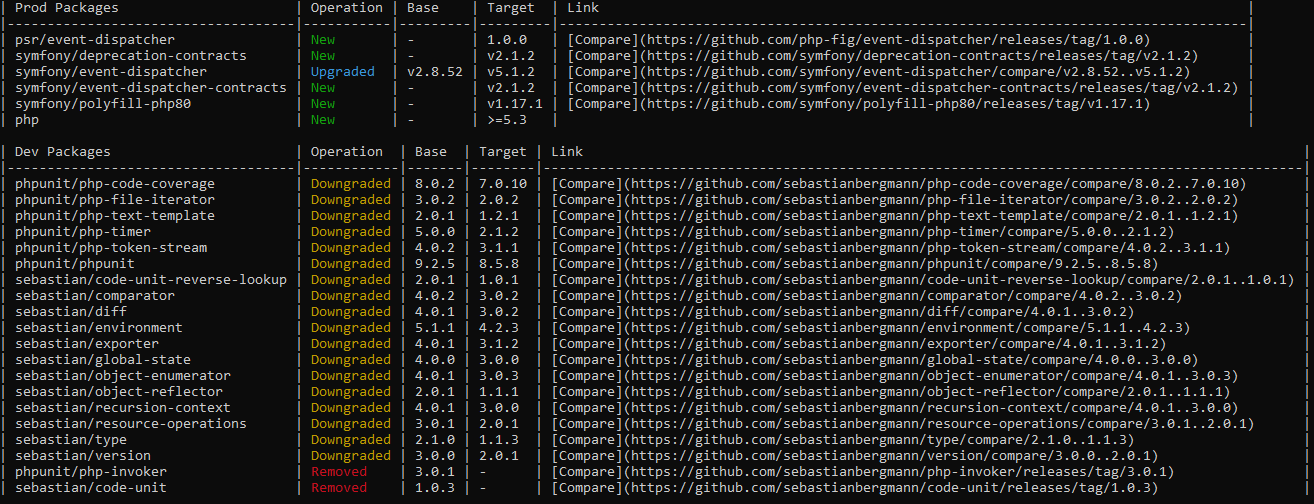 | Prod Packages | Operation | Base | Target | Link |
|------------------------------------|-----------|---------|---------|--------------------------------------------------------------------------------------|
| psr/event-dispatcher | New | - | 1.0.0 | [Compare](https://github.com/php-fig/event-dispatcher/releases/tag/1.0.0) |
| symfony/deprecation-contracts | New | - | v2.1.2 | [Compare](https://github.com/symfony/deprecation-contracts/releases/tag/v2.1.2) |
| symfony/event-dispatcher | Upgraded | v2.8.52 | v5.1.2 | [Compare](https://github.com/symfony/event-dispatcher/compare/v2.8.52..v5.1.2) |
| symfony/event-dispatcher-contracts | New | - | v2.1.2 | [Compare](https://github.com/symfony/event-dispatcher-contracts/releases/tag/v2.1.2) |
| symfony/polyfill-php80 | New | - | v1.17.1 | [Compare](https://github.com/symfony/polyfill-php80/releases/tag/v1.17.1) |
| php | New | - | >=5.3 | |
| Dev Packages | Operation | Base | Target | Link |
|------------------------------------|------------|-------|--------|-----------------------------------------------------------------------------------------------|
| phpunit/php-code-coverage | Downgraded | 8.0.2 | 7.0.10 | [Compare](https://github.com/sebastianbergmann/php-code-coverage/compare/8.0.2..7.0.10) |
| phpunit/php-file-iterator | Downgraded | 3.0.2 | 2.0.2 | [Compare](https://github.com/sebastianbergmann/php-file-iterator/compare/3.0.2..2.0.2) |
| phpunit/php-text-template | Downgraded | 2.0.1 | 1.2.1 | [Compare](https://github.com/sebastianbergmann/php-text-template/compare/2.0.1..1.2.1) |
| phpunit/php-timer | Downgraded | 5.0.0 | 2.1.2 | [Compare](https://github.com/sebastianbergmann/php-timer/compare/5.0.0..2.1.2) |
| phpunit/php-token-stream | Downgraded | 4.0.2 | 3.1.1 | [Compare](https://github.com/sebastianbergmann/php-token-stream/compare/4.0.2..3.1.1) |
| phpunit/phpunit | Downgraded | 9.2.5 | 8.5.8 | [Compare](https://github.com/sebastianbergmann/phpunit/compare/9.2.5..8.5.8) |
| sebastian/code-unit-reverse-lookup | Downgraded | 2.0.1 | 1.0.1 | [Compare](https://github.com/sebastianbergmann/code-unit-reverse-lookup/compare/2.0.1..1.0.1) |
| sebastian/comparator | Downgraded | 4.0.2 | 3.0.2 | [Compare](https://github.com/sebastianbergmann/comparator/compare/4.0.2..3.0.2) |
| sebastian/diff | Downgraded | 4.0.1 | 3.0.2 | [Compare](https://github.com/sebastianbergmann/diff/compare/4.0.1..3.0.2) |
| sebastian/environment | Downgraded | 5.1.1 | 4.2.3 | [Compare](https://github.com/sebastianbergmann/environment/compare/5.1.1..4.2.3) |
| sebastian/exporter | Downgraded | 4.0.1 | 3.1.2 | [Compare](https://github.com/sebastianbergmann/exporter/compare/4.0.1..3.1.2) |
| sebastian/global-state | Downgraded | 4.0.0 | 3.0.0 | [Compare](https://github.com/sebastianbergmann/global-state/compare/4.0.0..3.0.0) |
| sebastian/object-enumerator | Downgraded | 4.0.1 | 3.0.3 | [Compare](https://github.com/sebastianbergmann/object-enumerator/compare/4.0.1..3.0.3) |
| sebastian/object-reflector | Downgraded | 2.0.1 | 1.1.1 | [Compare](https://github.com/sebastianbergmann/object-reflector/compare/2.0.1..1.1.1) |
| sebastian/recursion-context | Downgraded | 4.0.1 | 3.0.0 | [Compare](https://github.com/sebastianbergmann/recursion-context/compare/4.0.1..3.0.0) |
| sebastian/resource-operations | Downgraded | 3.0.1 | 2.0.1 | [Compare](https://github.com/sebastianbergmann/resource-operations/compare/3.0.1..2.0.1) |
| sebastian/type | Downgraded | 2.1.0 | 1.1.3 | [Compare](https://github.com/sebastianbergmann/type/compare/2.1.0..1.1.3) |
| sebastian/version | Downgraded | 3.0.0 | 2.0.1 | [Compare](https://github.com/sebastianbergmann/version/compare/3.0.0..2.0.1) |
| phpunit/php-invoker | Removed | 3.0.1 | - | [Compare](https://github.com/sebastianbergmann/php-invoker/releases/tag/3.0.1) |
| sebastian/code-unit | Removed | 1.0.3 | - | [Compare](https://github.com/sebastianbergmann/code-unit/releases/tag/1.0.3) |